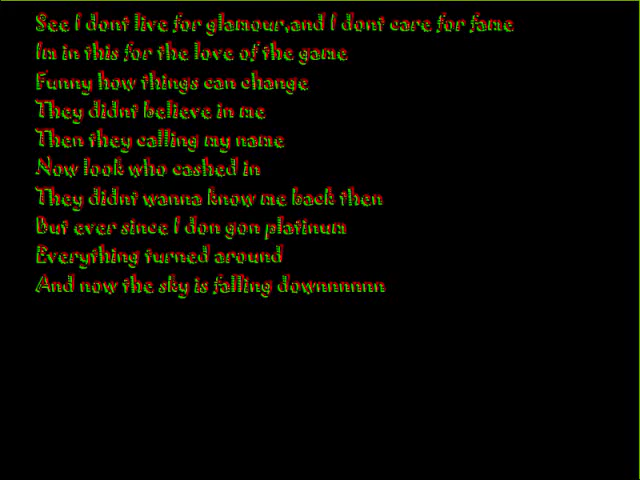 See I dont live for glamour,and I dont care for fame
Im in this for the love of the game
Funny how things can change
They didnt believe in me
Then they calling my name
Now look who cashed in
They didnt wanna know me back then
But ever since I don gon platinum
Everything turned around
And now the sky is falling downnnnnnn